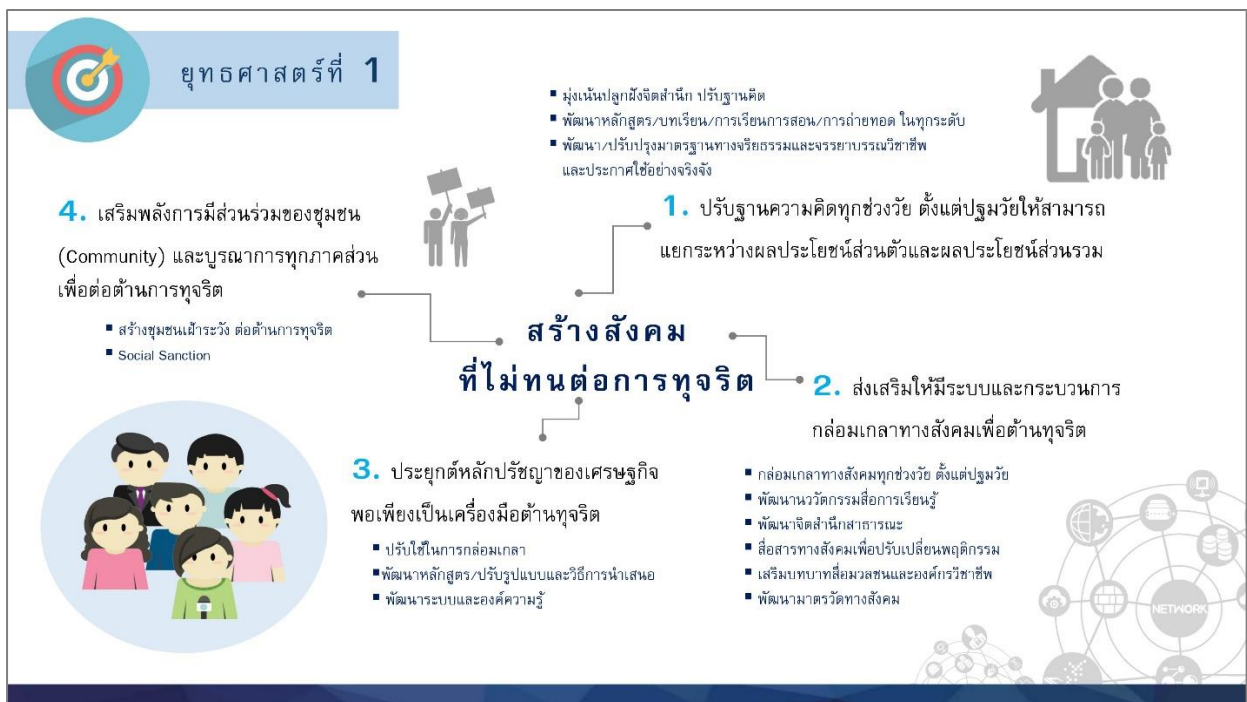 ยุทธศาสตร์ที่ 1
▪ มุ่งเน้นปลูกฝังจิตสำนึก ปรับฐานคิด
▪ พัฒนาหลักสูตร/บทเรียน/การเรียนการสอน/การถ่ายทอด ในทุกระดับ
▪ พัฒนา/ปรับปรุงมาตรฐานทางจริยธรรมและจรรยาบรรณวิชาชีพ
และประกาศใช้อย่างจริงจัง
1. ปรับฐานความคิดทุกช่วงวัย ตั้งแต่ปฐมวัยให้สามารถ
แยกระหว่างผลประโยชน์ส่วนตัวและผลประโยชน์ส่วนรวม
4. เสริมพลังการมีส่วนร่วมของชุมชน
(Community) และบูรณาการทุกภาคส่วน
เพื่อต่อต้านการทุจริต
▪ สร้างชุมชนเฝ้าระวัง ต่อต้านการทุจริต
▪ Social Sanction
สร้างสังคม
ที่ไม่ทนต่อการทุจริต
2. ส่งเสริมให้มีระบบและกระบวนการ
กล่อมเกลาทางสังคมเพื่อต้านทุจริต
▪ กล่อมเกลาทางสังคมทุกช่วงวัย ตั้งแต่ปฐมวัย
▪ พัฒนานวัตกรรมสื่อการเรียนรู้
▪ พัฒนาจิตสำนึกสาธารณะ
▪ สื่อสารทางสังคมเพื่อปรับเปลี่ยนพฤติกรรม
▪ เสริมบทบาทสื่อมวลชนและองค์กรวิชาชีพ
▪ พัฒนามาตรวัดทางสังคม
3. ประยุกต์หลักปรัชญาของเศรษฐกิจ
พอเพียงเป็นเครื่องมือต้านทุจริต
▪ ปรับใช้ในการกล่อมเกลา
▪พัฒนาหลักสูตร/ปรับรูปแบบและวิธีการนำเสนอ
▪ พัฒนาระบบและองค์ความรู้
NETWORK